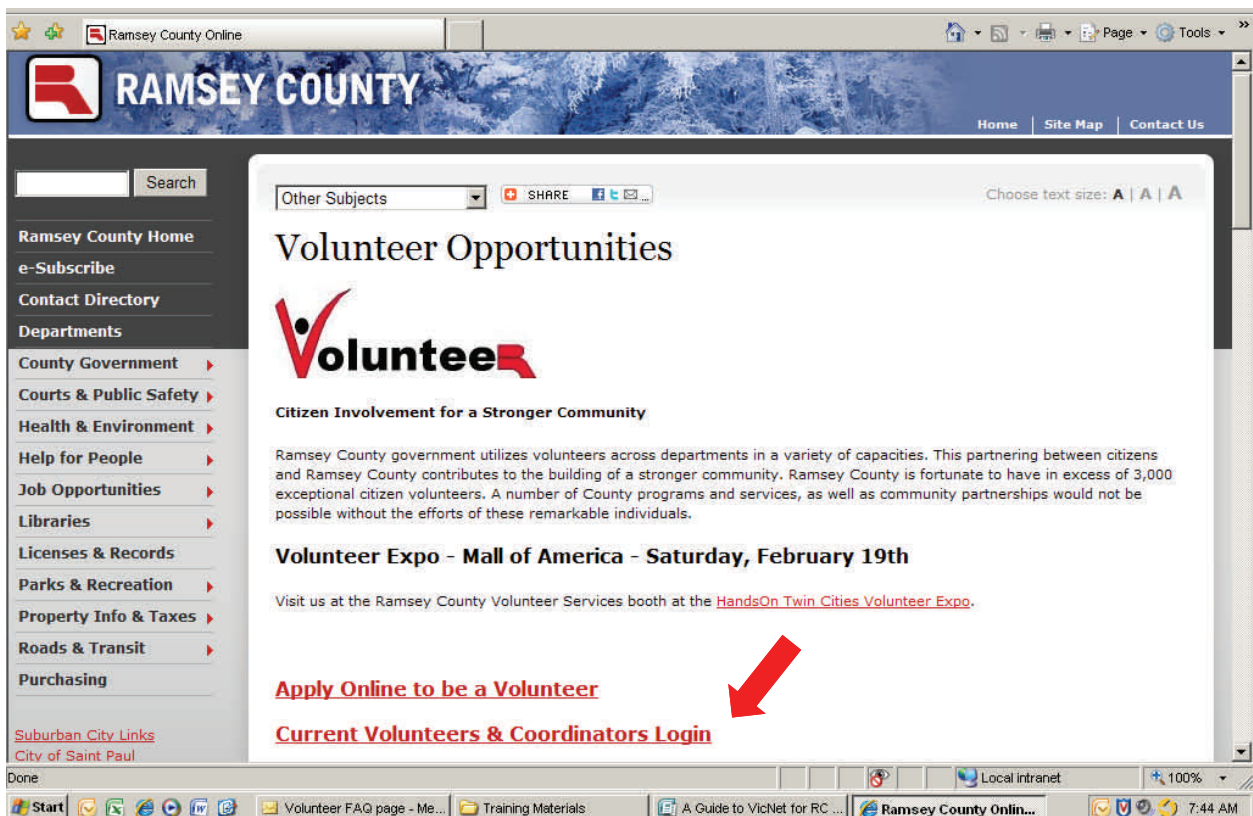 Ramsey County Online
Page
Tools
»
RAMSEY COUNTY
Home | Site Map | Contact Us
Search
Other Subjects
SHARE
...
Choose text size: A | A | A
Ramsey County Home
e-Subscribe
Contact Directory
Departments
County Government
Courts & Public Safety
Health & Environment
Help for People
Job Opportunities
Libraries
Licenses & Records
Parks & Recreation
Property Info & Taxes
Roads & Transit
Purchasing
Suburban City Links
City of Saint Paul
Volunteer Opportunities
VolunteeR
Citizen Involvement for a Stronger Community
Ramsey County government utilizes volunteers across departments in a variety of capacities. This partnering between citizens
and Ramsey County contributes to the building of a stronger community. Ramsey County is fortunate to have in excess of 3,000
exceptional citizen volunteers. A number of County programs and services, as well as community partnerships would not be
possible without the efforts of these remarkable individuals.
Volunteer Expo - Mall of America - Saturday, February 19th
Visit us at the Ramsey County Volunteer Services booth at the HandsOn Twin Cities Volunteer Expo.
Apply Online to be a Volunteer
Current Volunteers & Coordinators Login
Done
Local intranet
100%
Start
Volunteer FAQ page - Me...
Training Materials
A Guide to VicNet for RC ...
Ramsey County Onlin...
7:44 AM